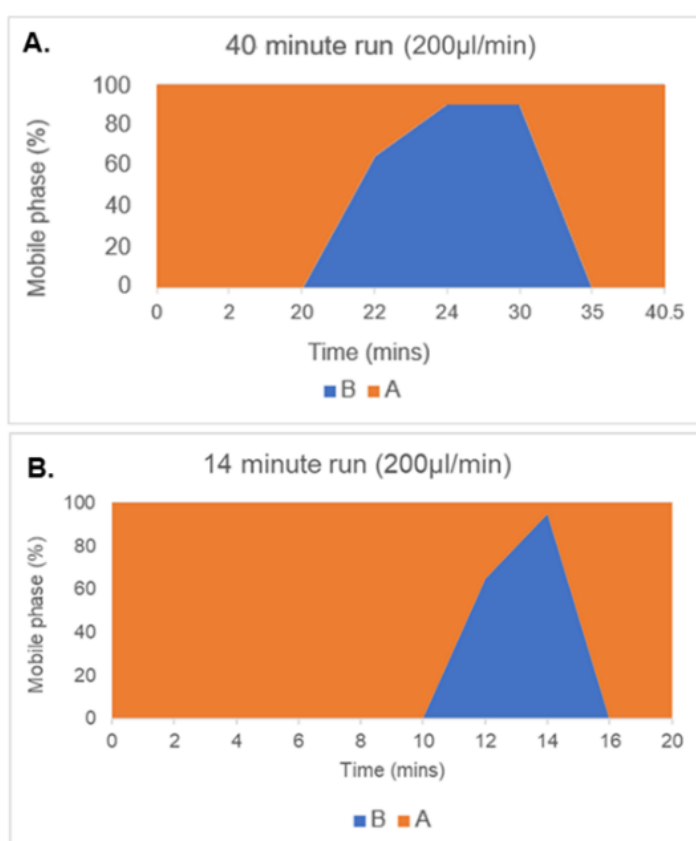 A.
40 minute run (200µl/min)
Mobile phase (%)
100
80
60
40
20
0
0 2 20 22 24 30 35 40.5
Time (mins)
B A
B.
14 minute run (200µl/min)
Mobile phase (%)
100
80
60
40
20
0
0 2 4 6 8 10 12 14 16 20
Time (mins)
B A